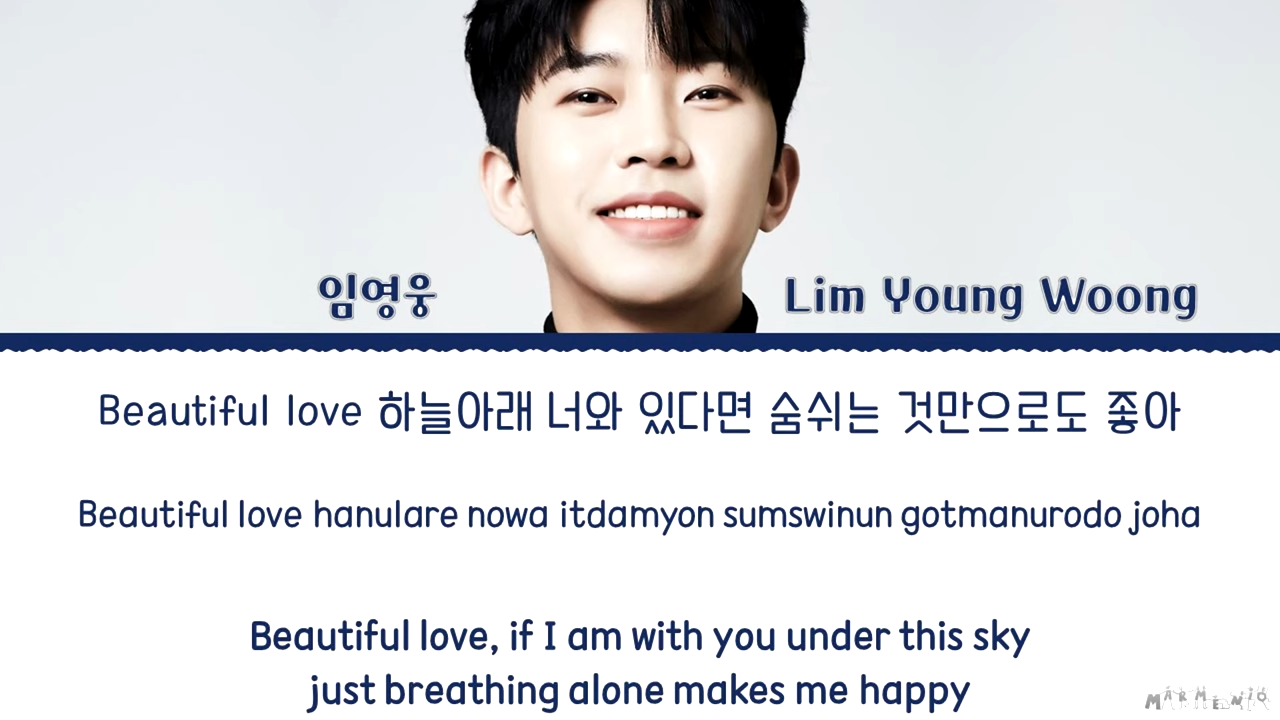 임영웅
Lim Young Woong
Beautiful love 하늘아래 너와 있다면 숨쉬는 것만으로도 좋아
Beautiful love hanulare nowa itdamyon sumswinun gotmanurodo joha
Beautiful love, if I am with you under this sky
just breathing alone makes me happy